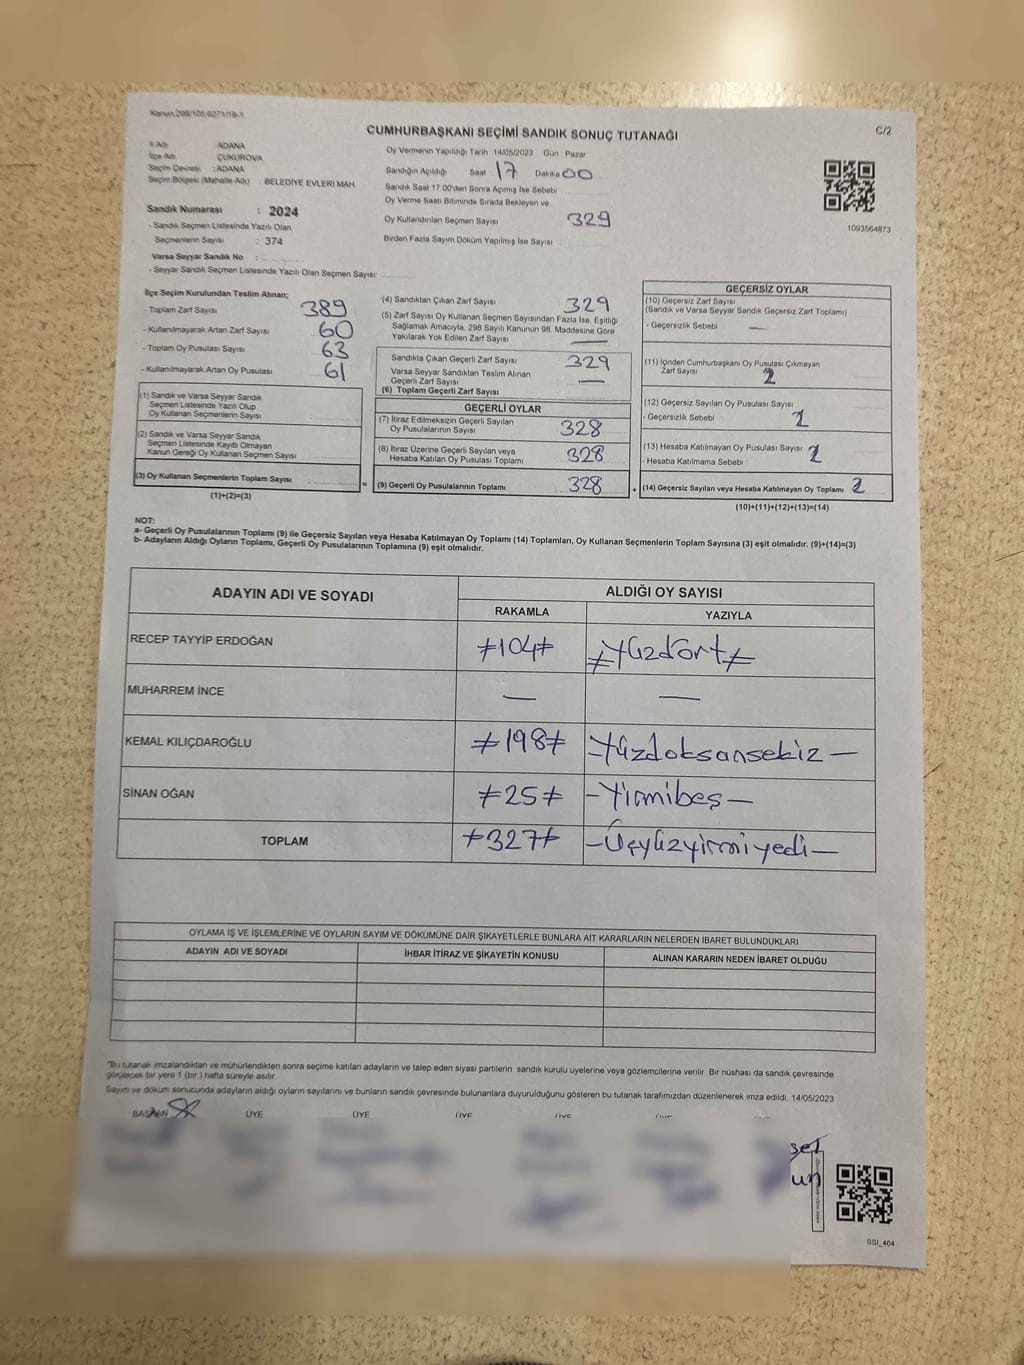 Kanun:298/105;6271/18-1
CUMHURBAŞKANI SEÇİMİ SANDIK SONUÇ TUTANAĞI
C/2
İl Adı : ADANA
İlçe Adı : ÇUKUROVA
Seçim Çevresi : ADANA
Seçim Bölgesi (Mahalle Adı) : BELEDİYE EVLERİ MAH
Sandık Numarası : 2024
- Sandık Seçmen Listesinde Yazılı Olan
Seçmenlerin Sayısı : 374
Varsa Seyyar Sandık No :
- Seyyar Sandık Seçmen Listesinde Yazılı Olan Seçmen Sayısı:
Oy Vermenin Yapıldığı Tarih 14/05/2023 Gün Pazar
Sandığın Açıldığı Saat 17 Dakika 00
Sandık Saat 17:00'den Sonra Açımış İse Sebebi
Oy Verme Saati Bitiminde Sırada Bekleyen ve
Oy Kullandırılan Seçmen Sayısı 329
Birden Fazla Sayım Döküm Yapılmış İse Sayısı :
1093564873
İlçe Seçim Kurulundan Teslim Alınan;
- Toplam Zarf Sayısı 389
- Kullanılmayarak Artan Zarf Sayısı 60
- Toplam Oy Pusulası Sayısı 63
- Kullanılmayarak Artan Oy Pusulası 61
(1) Sandık ve Varsa Seyyar Sandık
Seçmen Listesinde Yazılı Olup
Oy Kullanan Seçmenlerin Sayısı
(2) Sandık ve Varsa Seyyar Sandık
Seçmen Listesinde Kayıtlı Olmayan
Kanun Gereği Oy Kullanan Seçmen Sayısı
(3) Oy Kullanan Seçmenlerin Toplam Sayısı
(1)+(2)=(3)
=
(4) Sandıktan Çıkan Zarf Sayısı 329
(5) Zarf Sayısı Oy Kullanan Seçmen Sayısından Fazla İse, Eşitliği
Sağlamak Amacıyla, 298 Sayılı Kanunun 98. Maddesine Göre
Yakılarak Yok Edilen Zarf Sayısı —
Sandıkta Çıkan Geçerli Zarf Sayısı 329
Varsa Seyyar Sandıktan Teslim Alınan
Geçerli Zarf Sayısı —
(6) Toplam Geçerli Zarf Sayısı
GEÇERLİ OYLAR
(7) İtiraz Edilmeksizin Geçerli Sayılan
Oy Pusulalarının Sayısı 328
(8) İtiraz Üzerine Geçerli Sayılan veya
Hesaba Katılan Oy Pusulası Toplamı 328
(9) Geçerli Oy Pusulalarının Toplamı 328
+
GEÇERSİZ OYLAR
(10) Geçersiz Zarf Sayısı
(Sandık ve Varsa Seyyar Sandık Geçersiz Zarf Toplamı)
- Geçersizlik Sebebi —
(11) İçinden Cumhurbaşkanı Oy Pusulası Çıkmayan
Zarf Sayısı
(12) Geçersiz Sayılan Oy Pusulası Sayısı
- Geçersizlik Sebebi
(13) Hesaba Katılmayan Oy Pusulası Sayısı
- Hesaba Katılmama Sebebi
(14) Geçersiz Sayılan veya Hesaba Katılmayan Oy Toplamı
(10)+(11)+(12)+(13)=(14)
NOT:
a- Geçerli Oy Pusulalarının Toplamı (9) ile Geçersiz Sayılan veya Hesaba Katılmayan Oy Toplamı (14) Toplamları, Oy Kullanan Seçmenlerin Toplam Sayısına (3) eşit olmalıdır. (9)+(14)=(3)
b- Adayların Aldığı Oyların Toplamı, Geçerli Oy Pusulalarının Toplamına (9) eşit olmalıdır.
ADAYIN ADI VE SOYADI
ALDIĞI OY SAYISI
RAKAMLA YAZIYLA
RECEP TAYYİP ERDOĞAN ≠104≠ ≠Yüzdört≠
MUHARREM İNCE — —
KEMAL KILIÇDAROĞLU ≠198≠ –Yüzdoksansekiz–
SİNAN OĞAN ≠25≠ –Yirmibeş–
TOPLAM ≠327≠ –Üçyüzyirmiyedi–
OYLAMA İŞ VE İŞLEMLERİNE VE OYLARIN SAYIM VE DÖKÜMÜNE DAİR ŞİKAYETLERLE BUNLARA AİT KARARLARIN NELERDEN İBARET BULUNDUKLARI
ADAYIN ADI VE SOYADI İHBAR İTİRAZ VE ŞİKAYETİN KONUSU ALINAN KARARIN NEDEN İBARET OLDUĞU
*Bu tutanak imzalandıktan ve mühürlendikten sonra seçime katılan adayların ve talep eden siyasi partilerin sandık kurulu üyelerine veya gözlemcilerine verilir. Bir nüshası da sandık çevresinde
görülecek bir yere 1 (bir ) hafta süreyle asılır.
Sayım ve döküm sonucunda adayların aldığı oyların sayılarını ve bunların sandık çevresinde bulunanlara duyurulduğunu gösteren bu tutanak tarafımızdan düzenlenerek imza edildi. 14/05/2023
BAŞKAN ÜYE ÜYE ÜYE ÜYE
SSI_404